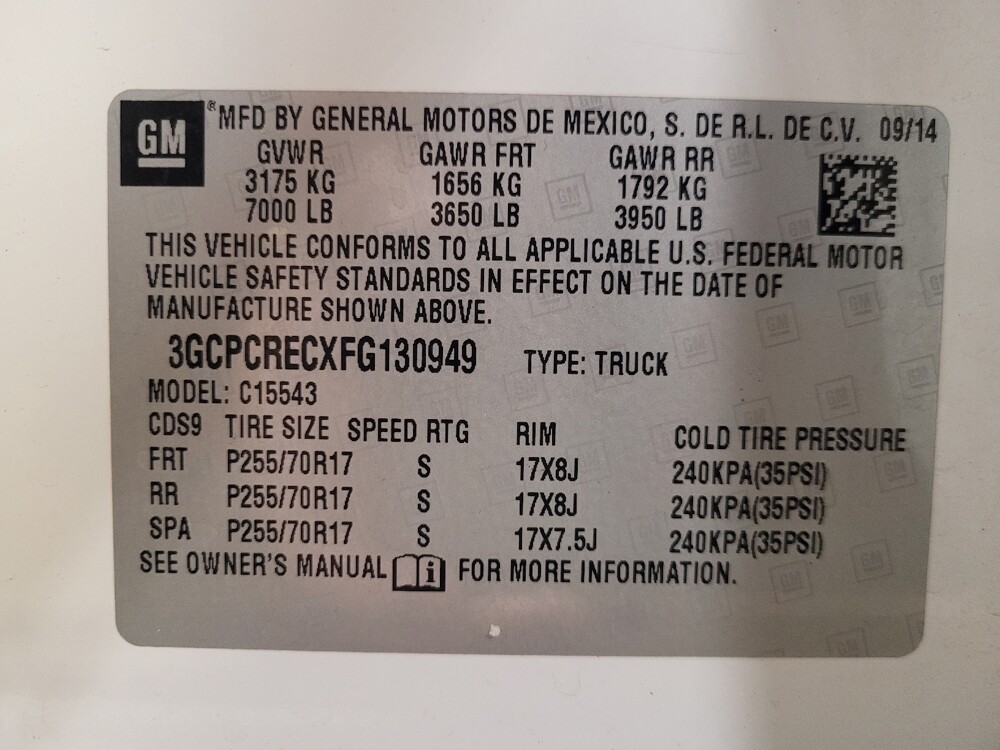 GM ® MFD BY GENERAL MOTORS DE MEXICO, S. DE R.L. DE C.V. 09/14
GVWR GAWR FRT GAWR RR
3175 KG 1656 KG 1792 KG
7000 LB 3650 LB 3950 LB
THIS VEHICLE CONFORMS TO ALL APPLICABLE U.S. FEDERAL MOTOR
VEHICLE SAFETY STANDARDS IN EFFECT ON THE DATE OF
MANUFACTURE SHOWN ABOVE.
3GCPCRECXFG130949 TYPE: TRUCK
MODEL: C15543
CDS9 TIRE SIZE SPEED RTG RIM COLD TIRE PRESSURE
FRT P255/70R17 S 17X8J 240KPA(35PSI)
RR P255/70R17 S 17X8J 240KPA(35PSI)
SPA P255/70R17 S 17X7.5J 240KPA(35PSI)
SEE OWNER'S MANUAL i FOR MORE INFORMATION.